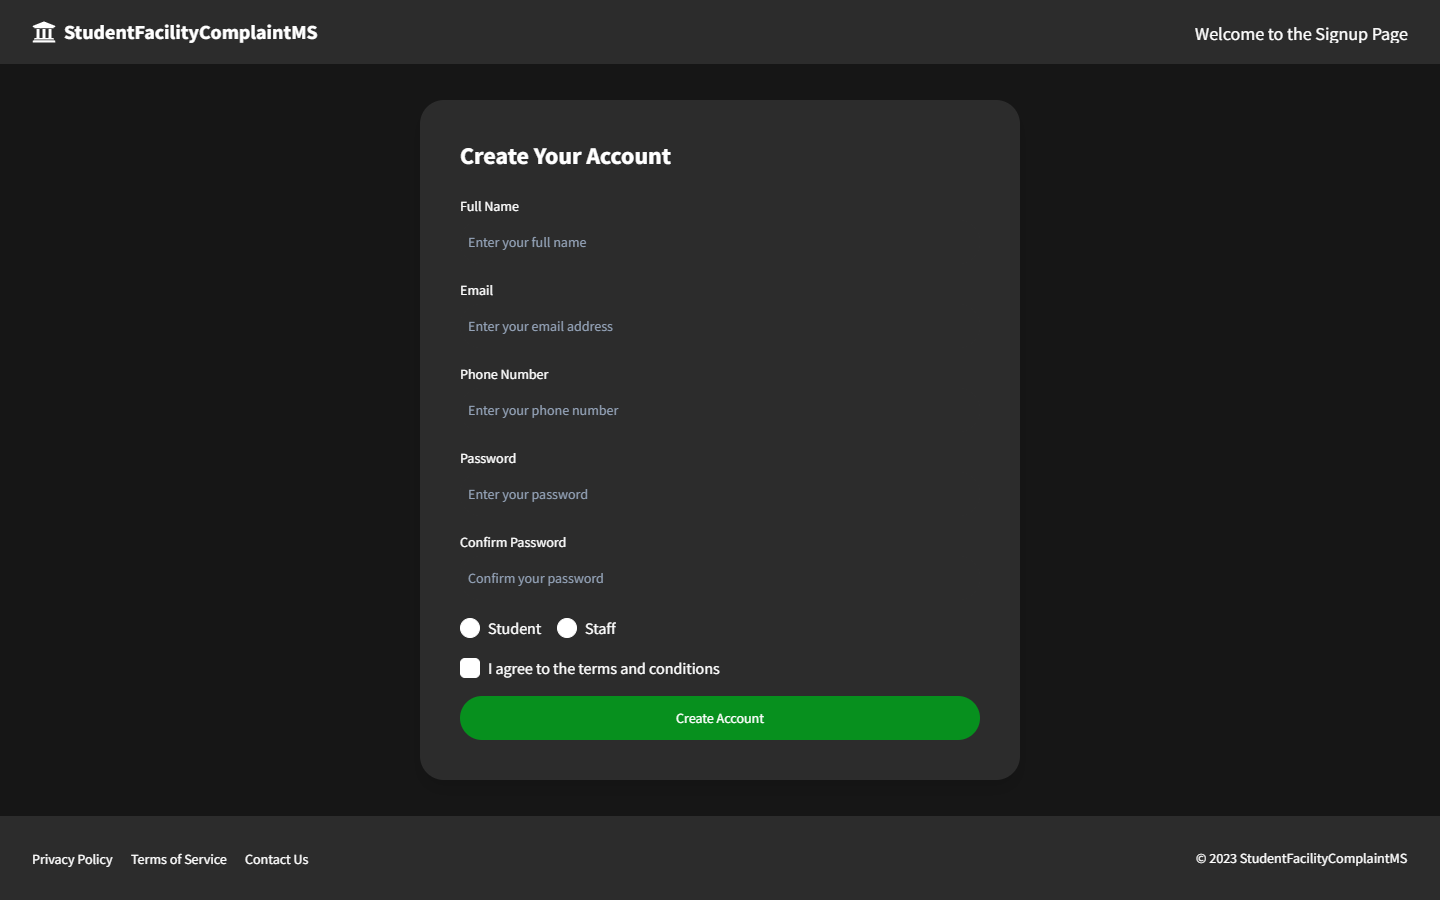 StudentFacilityComplaintMS
Welcome to the Signup Page
Create Your Account
Full Name
Enter your full name
Email
Enter your email address
Phone Number
Enter your phone number
Password
Enter your password
Confirm Password
Confirm your password
Student Staff
I agree to the terms and conditions
Create Account
Privacy Policy Terms of Service Contact Us
© 2023 StudentFacilityComplaintMS